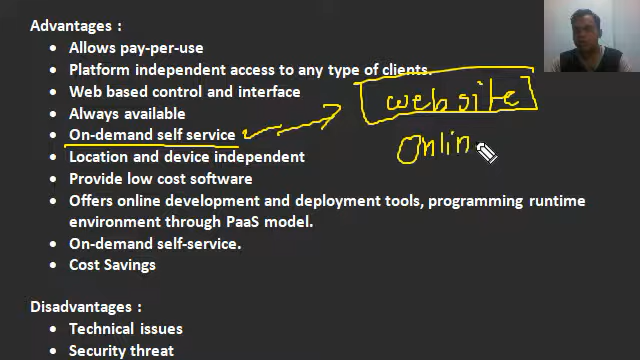 Advantages :
• Allows pay-per-use
• Platform independent access to any type of clients.
• Web based control and interface
• Always available
• On-demand self service
website
Onlin
• Location and device independent
• Provide low cost software
• Offers online development and deployment tools, programming runtime
environment through PaaS model.
• On-demand self-service.
• Cost Savings
Disadvantages :
• Technical issues
• Security threat